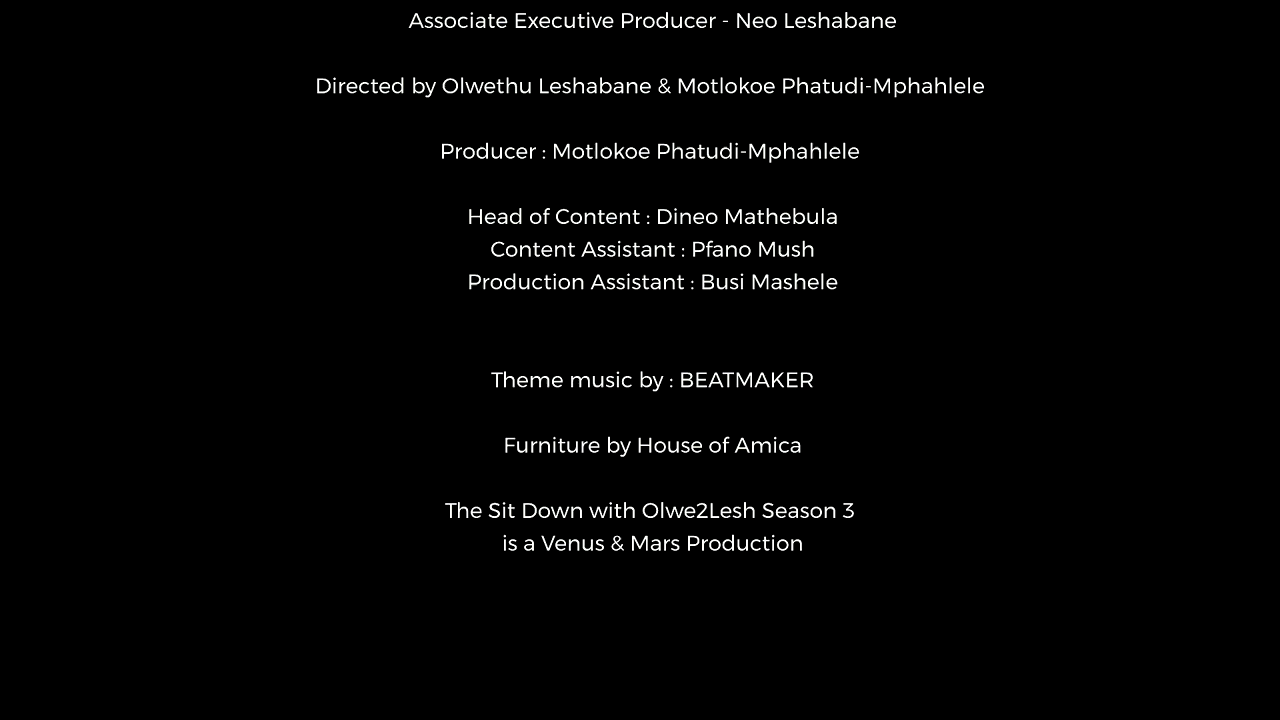 Associate Executive Producer - Neo Leshabane
Directed by Olwethu Leshabane & Motlokoe Phatudi-Mphahlele
Producer : Motlokoe Phatudi-Mphahlele
Head of Content : Dineo Mathebula
Content Assistant : Pfano Mush
Production Assistant : Busi Mashele
Theme music by : BEATMAKER
Furniture by House of Amica
The Sit Down with Olwe2Lesh Season 3
is a Venus & Mars Production